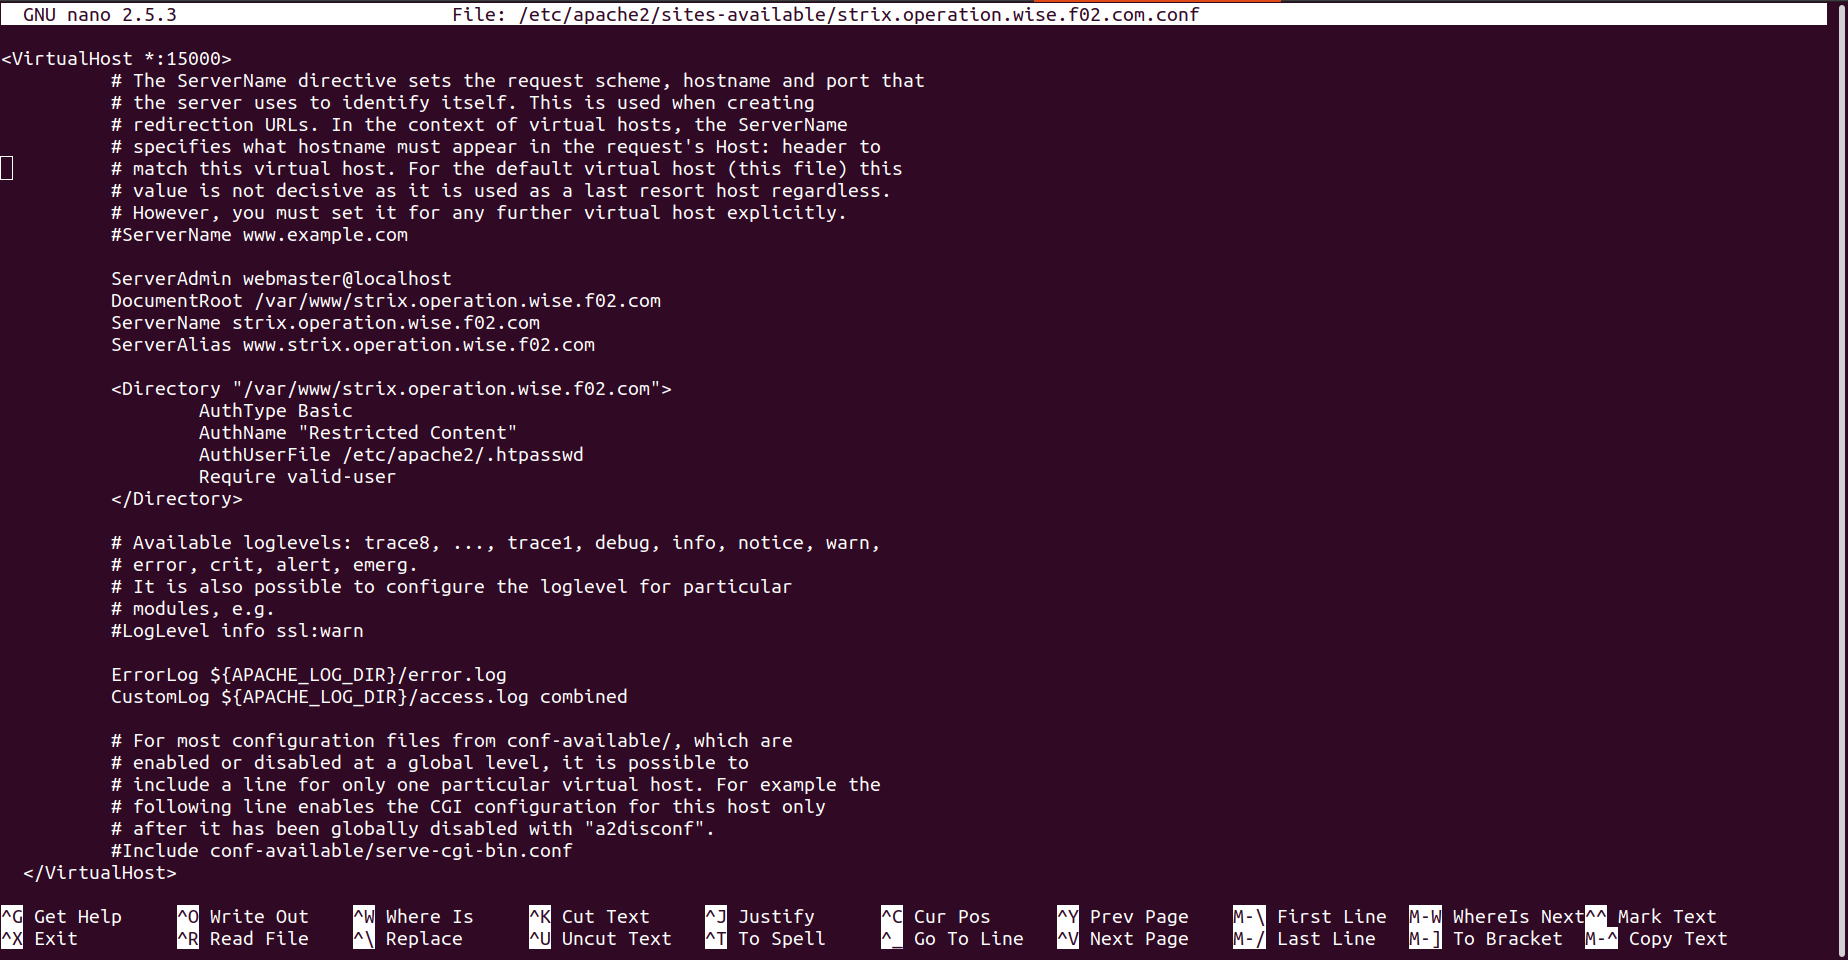 GNU nano 2.5.3 File: /etc/apache2/sites-available/strix.operation.wise.f02.com.conf
<VirtualHost *:15000>
# The ServerName directive sets the request scheme, hostname and port that
# the server uses to identify itself. This is used when creating
# redirection URLs. In the context of virtual hosts, the ServerName
# specifies what hostname must appear in the request's Host: header to
# match this virtual host. For the default virtual host (this file) this
# value is not decisive as it is used as a last resort host regardless.
# However, you must set it for any further virtual host explicitly.
#ServerName www.example.com
ServerAdmin webmaster@localhost
DocumentRoot /var/www/strix.operation.wise.f02.com
ServerName strix.operation.wise.f02.com
ServerAlias www.strix.operation.wise.f02.com
<Directory "/var/www/strix.operation.wise.f02.com">
AuthType Basic
AuthName "Restricted Content"
AuthUserFile /etc/apache2/.htpasswd
Require valid-user
</Directory>
# Available loglevels: trace8, ..., trace1, debug, info, notice, warn,
# error, crit, alert, emerg.
# It is also possible to configure the loglevel for particular
# modules, e.g.
#LogLevel info ssl:warn
ErrorLog ${APACHE_LOG_DIR}/error.log
CustomLog ${APACHE_LOG_DIR}/access.log combined
# For most configuration files from conf-available/, which are
# enabled or disabled at a global level, it is possible to
# include a line for only one particular virtual host. For example the
# following line enables the CGI configuration for this host only
# after it has been globally disabled with "a2disconf".
#Include conf-available/serve-cgi-bin.conf
</VirtualHost>
^G Get Help ^O Write Out ^W Where Is ^K Cut Text ^J Justify ^C Cur Pos ^Y Prev Page M-\ First Line M-W WhereIs Next ^^ Mark Text
^X Exit ^R Read File ^\ Replace ^U Uncut Text ^T To Spell ^_ Go To Line ^V Next Page M-/ Last Line M-] To Bracket M-^ Copy Text